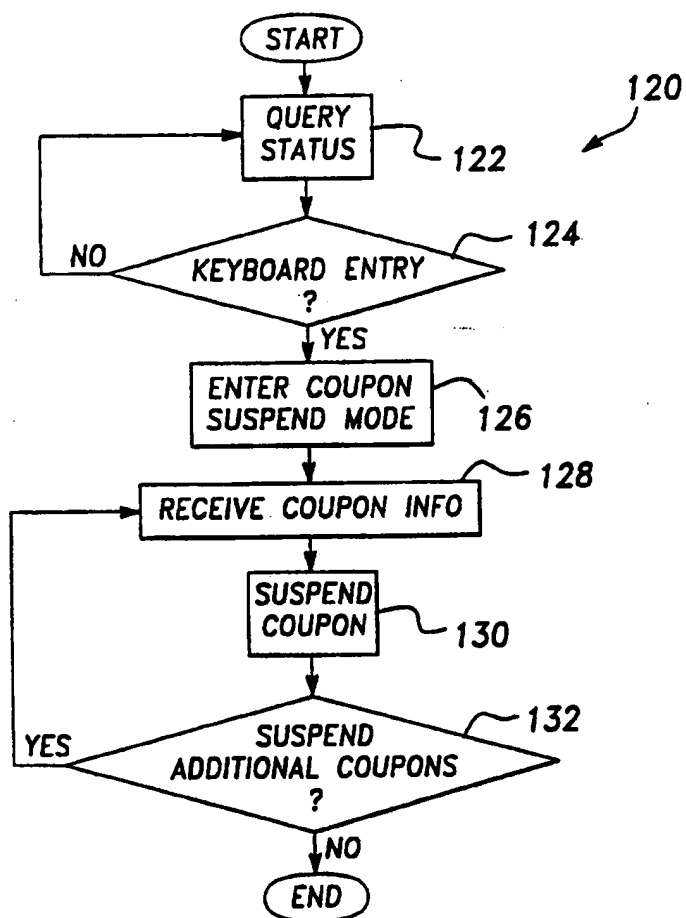 START
120
QUERY
STATUS
122
124
NO
KEYBOARD ENTRY
?
YES
ENTER COUPON
SUSPEND MODE
126
128
RECEIVE COUPON INFO
SUSPEND
COUPON
130
132
YES
SUSPEND
ADDITIONAL COUPONS
?
NO
END